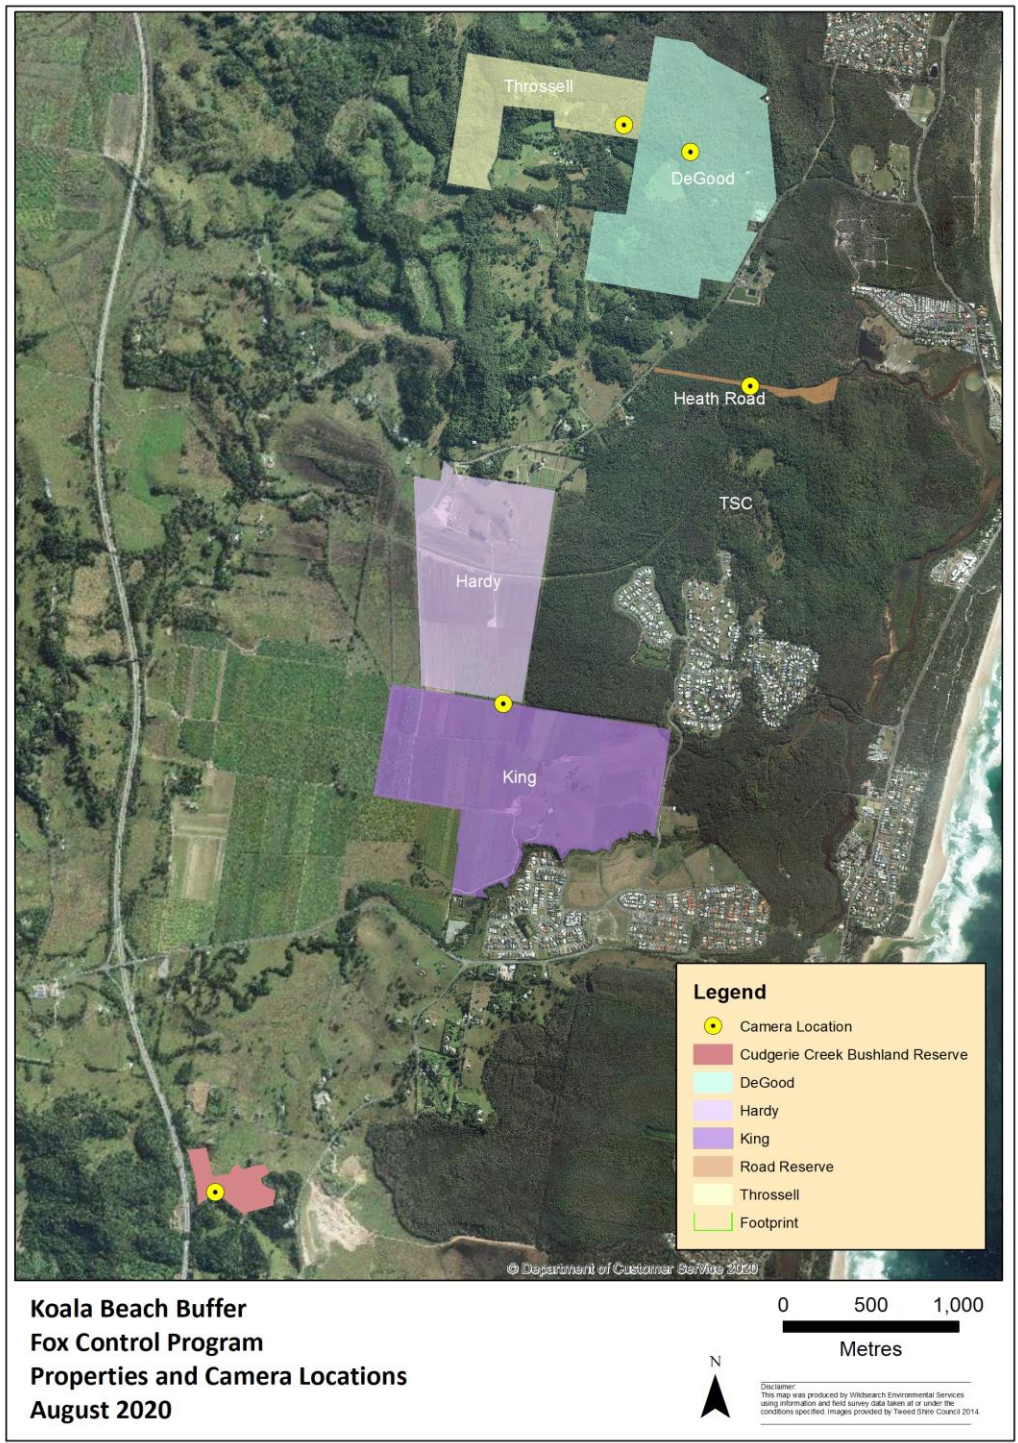 Throssell
DeGood
Heath Road
TSC
Hardy
King
Legend
Camera Location
Cudgerie Creek Bushland Reserve
DeGood
Hardy
King
Road Reserve
Throssell
Footprint
© Department of Customer Service 2020
Koala Beach Buffer
Fox Control Program
Properties and Camera Locations
August 2020
0 500 1,000
Metres
N
Disclaimer:
This map was produced by Wildsearch Environmental Services
using information and field survey data taken at or under the
conditions specified. Images provided by Tweed Shire Council 2014.